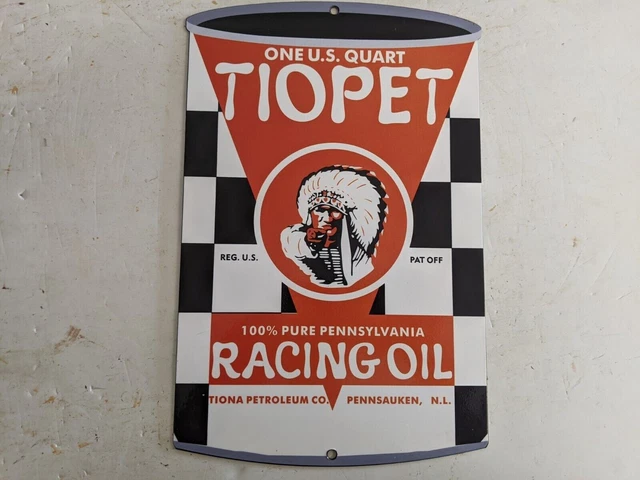 ONE U.S. QUART
TIOPET
REG. U.S. PAT OFF
100% PURE PENNSYLVANIA
RACING OIL
TIONA PETROLEUM CO. PENNSAUKEN, N.L.